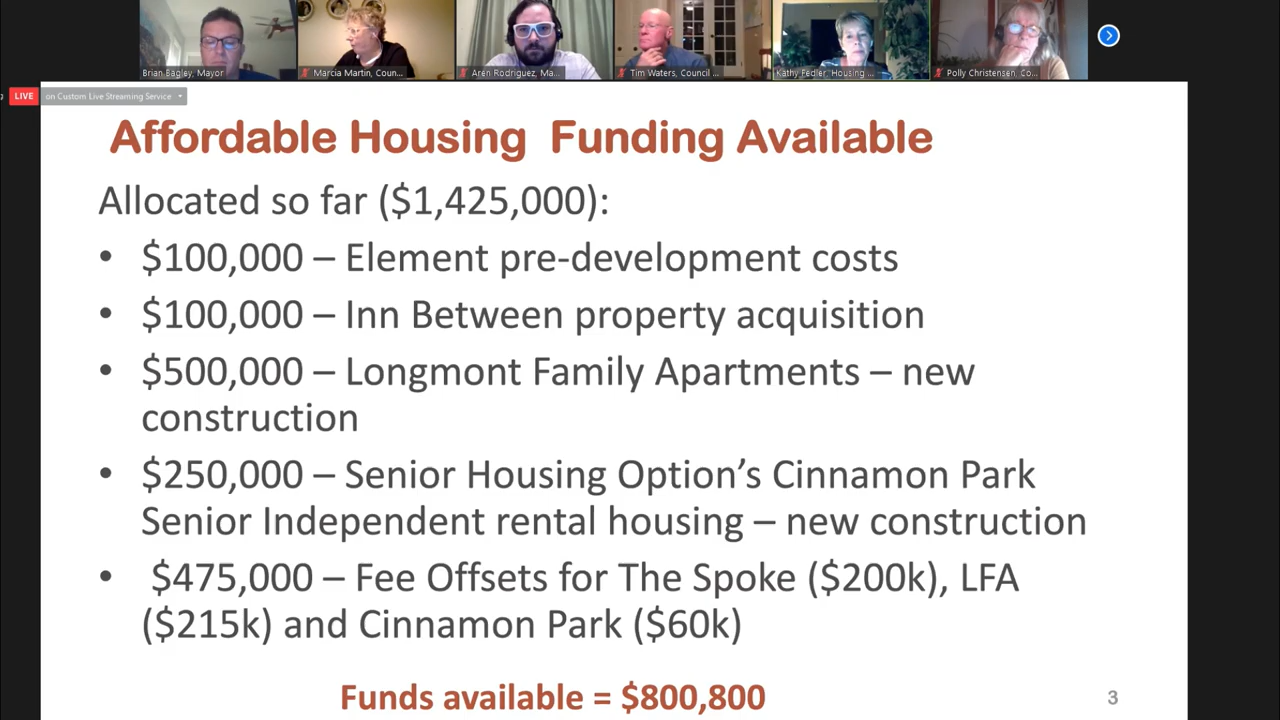 Brian Bagley, Mayor
Marcia Martin, Coun...
Aren Rodriguez, Ma...
Tim Waters, Council ...
Kathy Fedler, Housing ...
Polly Christensen, Co...
LIVE on Custom Live Streaming Service
Affordable Housing Funding Available
Allocated so far ($1,425,000):
• $100,000 – Element pre-development costs
• $100,000 – Inn Between property acquisition
• $500,000 – Longmont Family Apartments – new
construction
• $250,000 – Senior Housing Option’s Cinnamon Park
Senior Independent rental housing – new construction
• $475,000 – Fee Offsets for The Spoke ($200k), LFA
($215k) and Cinnamon Park ($60k)
Funds available = $800,800
3